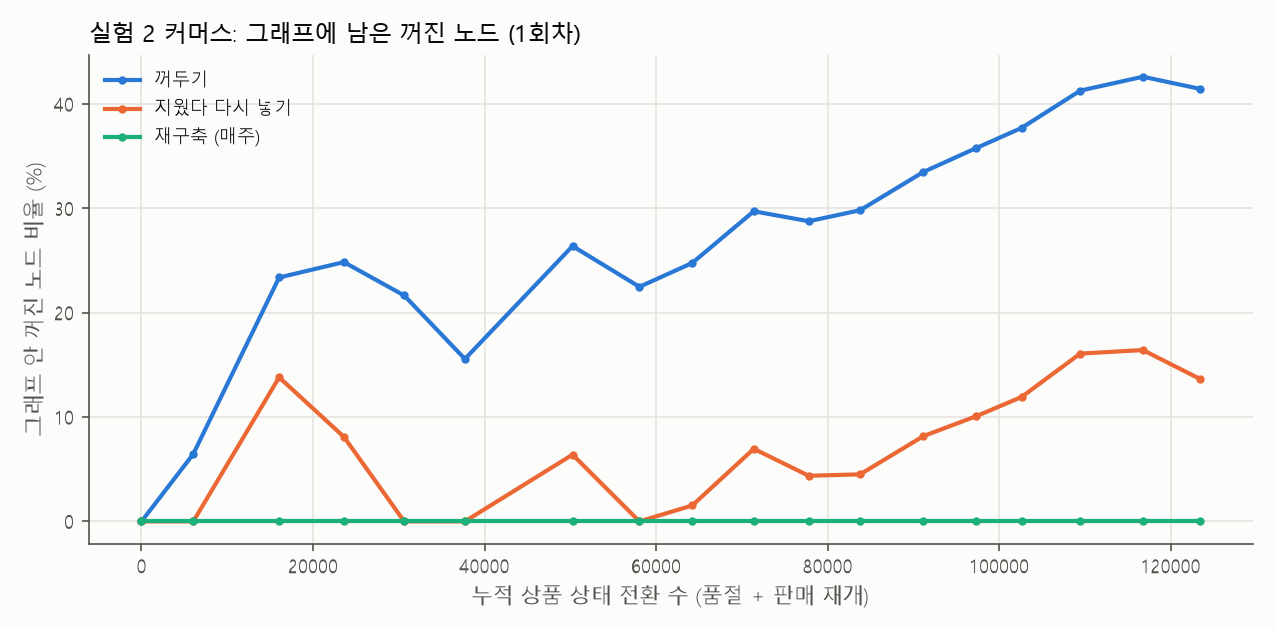 실험 2 커머스: 그래프에 남은 꺼진 노드 (1회차)
꺼두기
지웠다 다시 넣기
재구축 (매주)
그래프 안 꺼진 노드 비율 (%)
40
30
20
10
0
0 20000 40000 60000 80000 100000 120000
누적 상품 상태 전환 수 (품절 + 판매 재개)